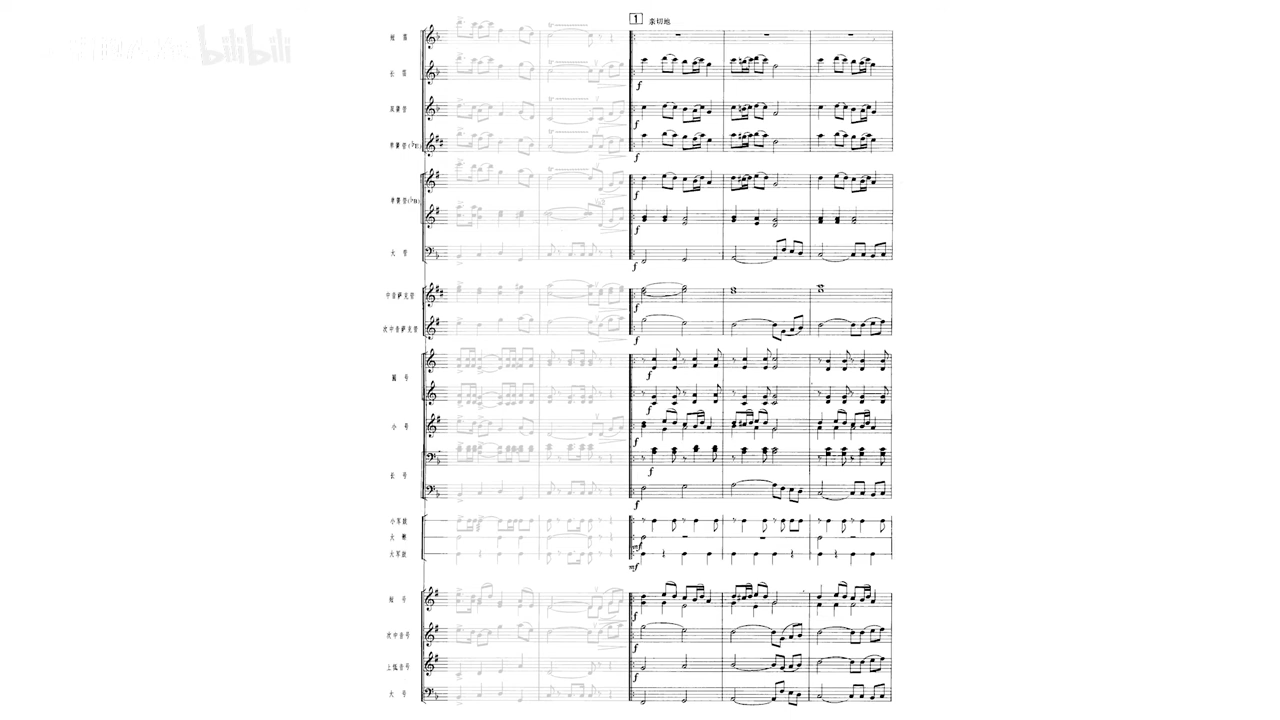 bilibili
1 亲切地
短 笛
长 笛
双簧管
单簧管(♭E)
单簧管(♭B)
大 管
中音萨克管
次中音萨克管
圆 号
小 号
长 号
小军鼓
大 镲
大军鼓
短 号
次中音号
上低音号
大 号
f
f
f
f
f
f
f
f
f
f
f
f
f
mf
mf
f
f
f
f